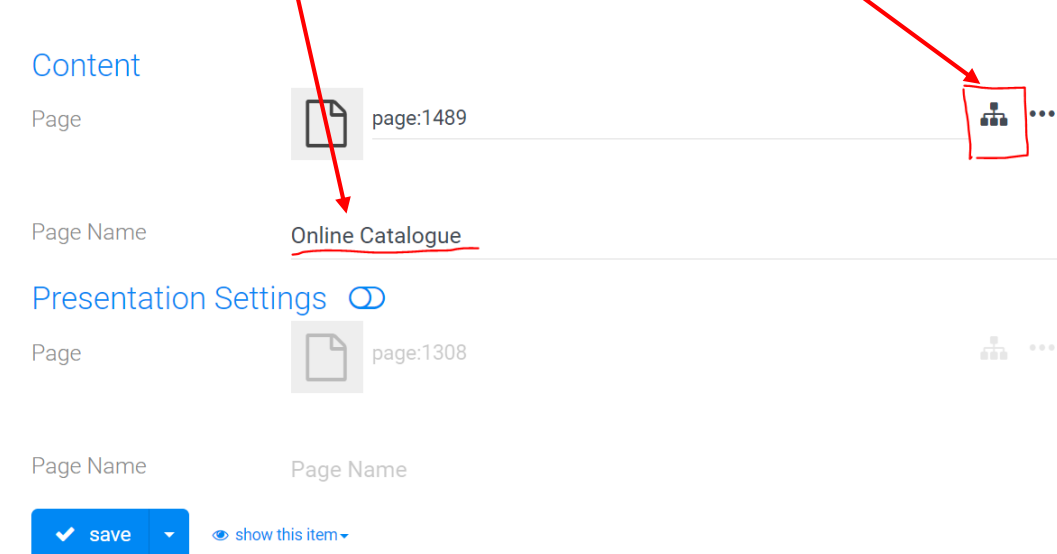 Content
Page page:1489
Page Name Online Catalogue
Presentation Settings
Page page:1308
Page Name Page Name
save show this item